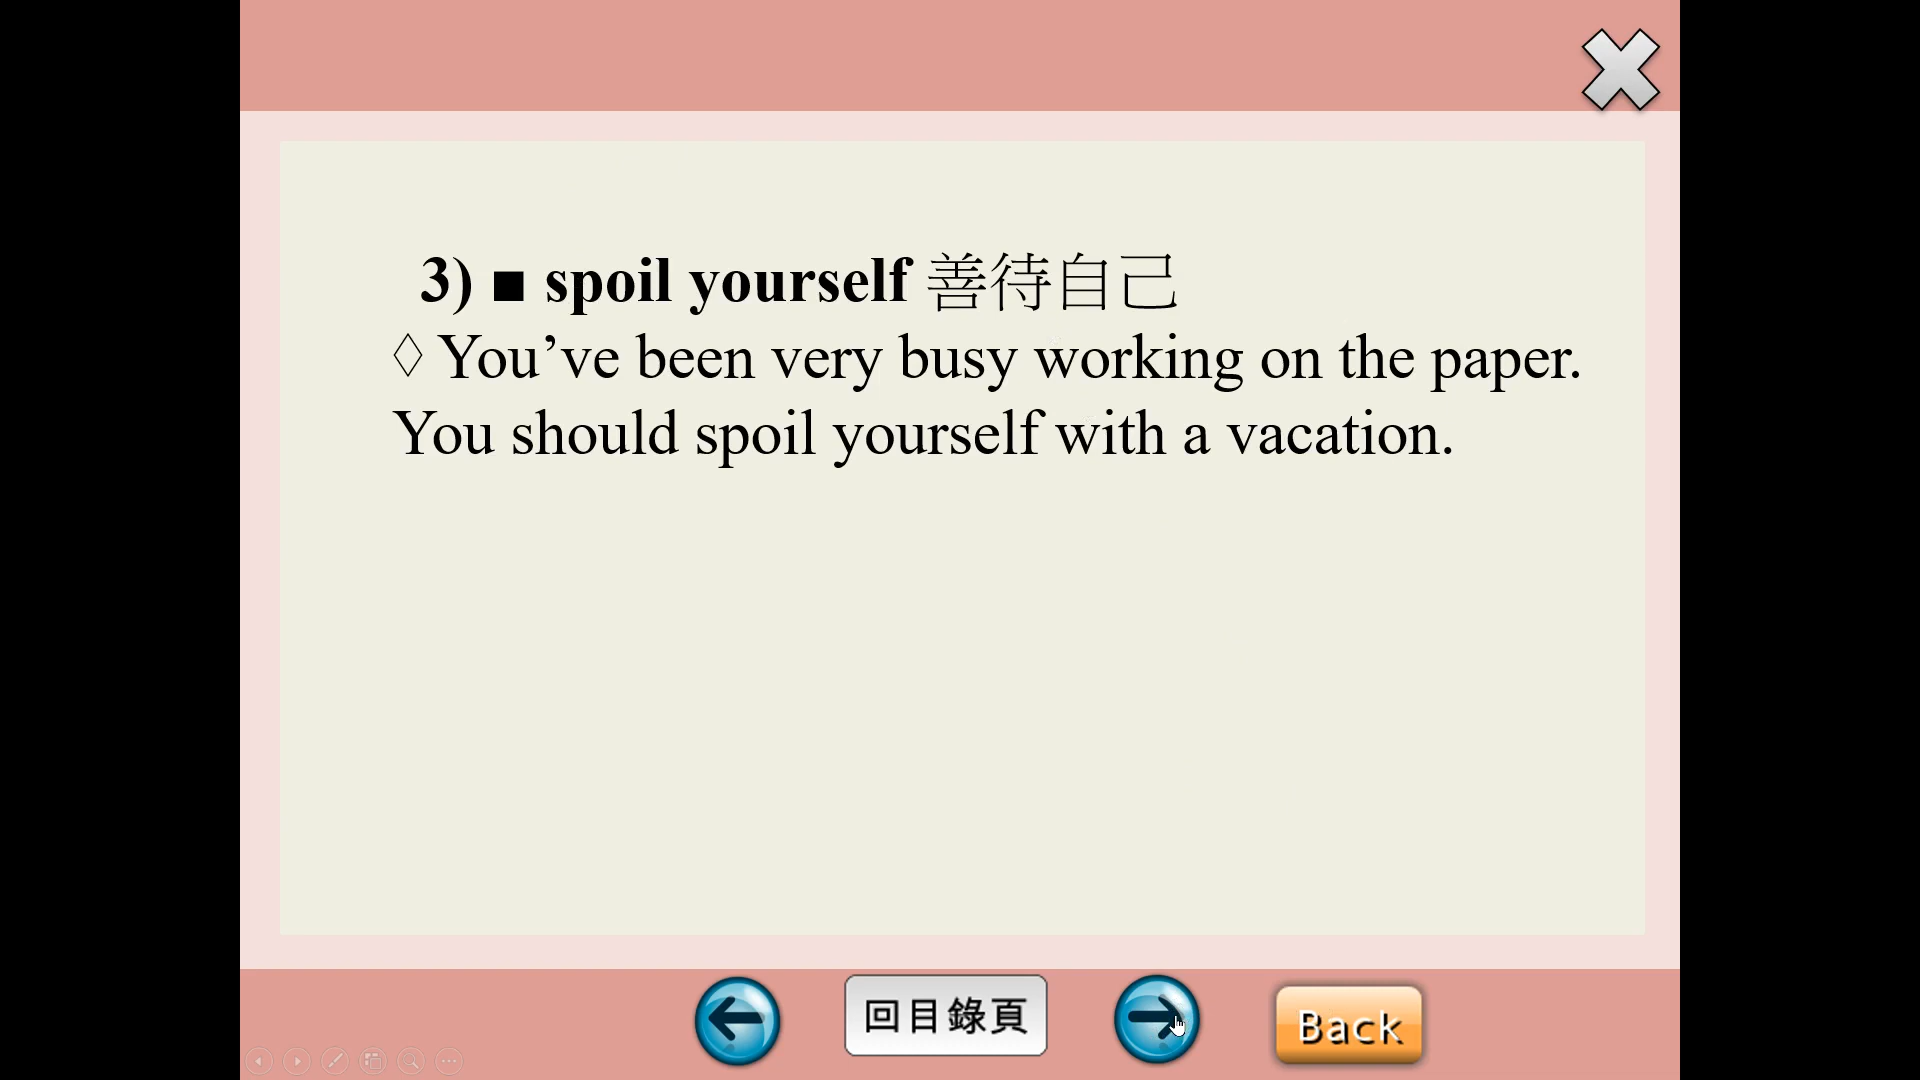 3) ■ spoil yourself 善待自己
◊ You’ve been very busy working on the paper.
You should spoil yourself with a vacation.
回目錄頁
Back